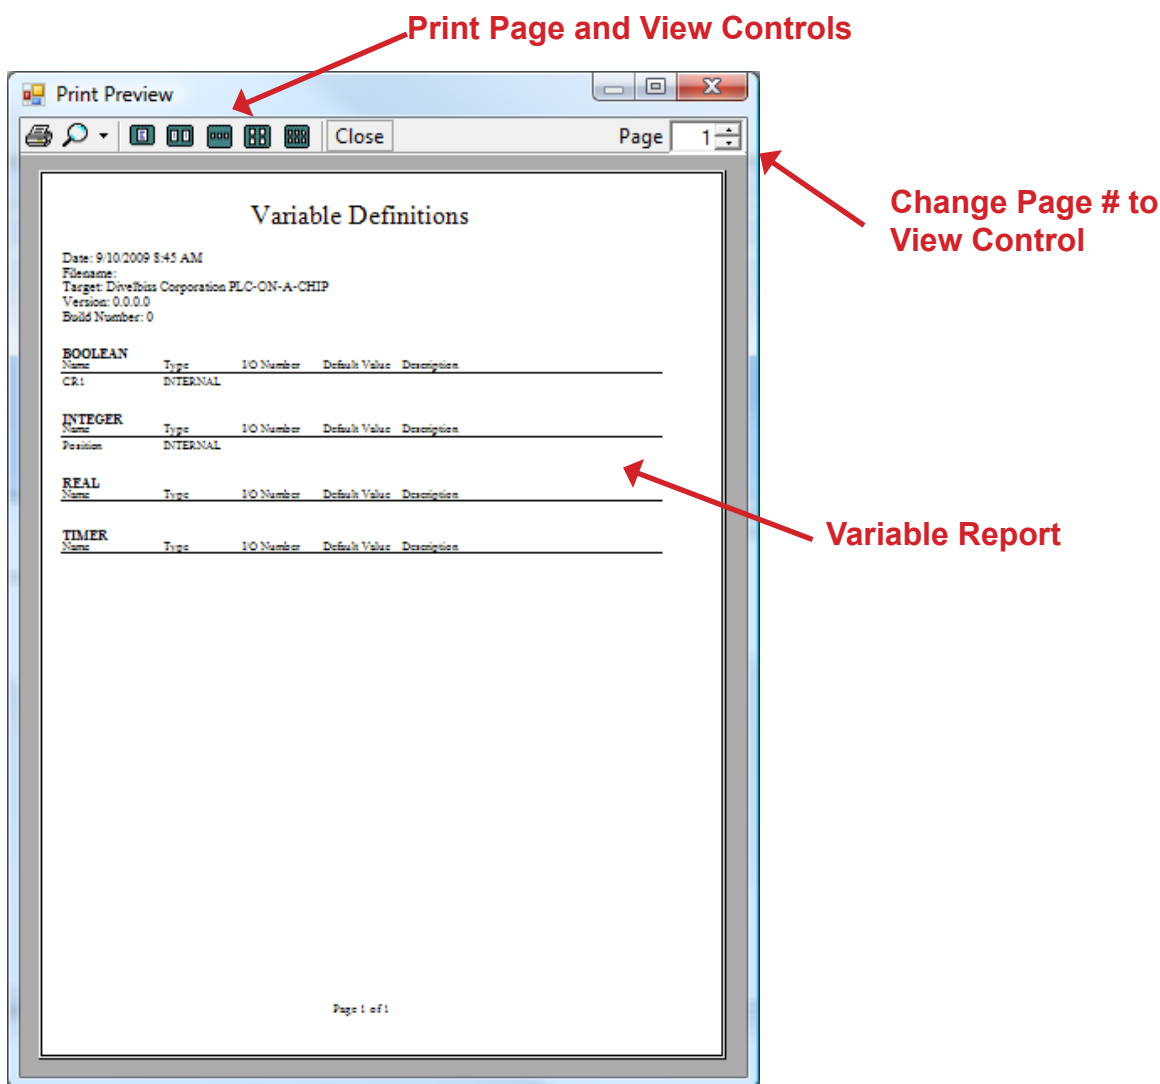 Print Page and View Controls
Print Preview
Close
Page 1
Change Page # to
View Control
Variable Definitions
Date: 9/10/2009 8:45 AM
Filename:
Target: Divelbiss Corporation PLC-ON-A-CHIP
Version: 0.0.0.0
Build Number: 0
BOOLEAN
Name Type I/O Number Default Value Description
CR1 INTERNAL
INTEGER
Name Type I/O Number Default Value Description
Position INTERNAL
REAL
Name Type I/O Number Default Value Description
Variable Report
TIMER
Name Type I/O Number Default Value Description
Page 1 of 1